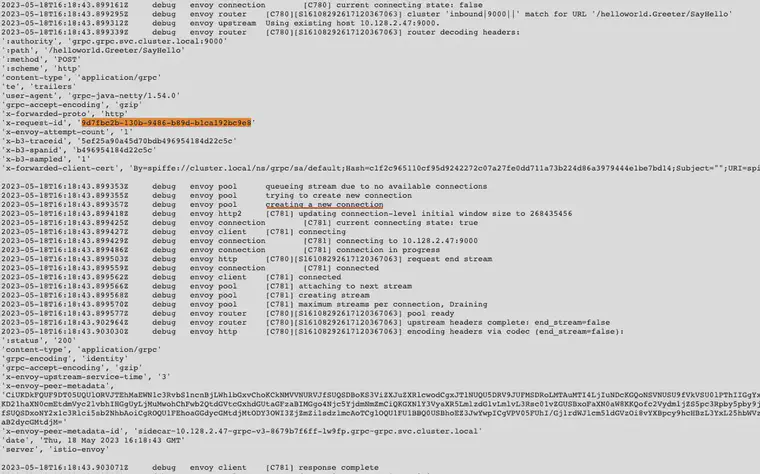 2023-05-18T16:18:43.899161Z debug envoy connection [C780] current connecting state: false
2023-05-18T16:18:43.899295Z debug envoy router [C780][S16108292617120367063] cluster 'inbound|9000||' match for URL '/helloworld.Greeter/SayHello'
2023-05-18T16:18:43.899312Z debug envoy upstream Using existing host 10.128.2.47:9000.
2023-05-18T16:18:43.899339Z debug envoy router [C780][S16108292617120367063] router decoding headers:
':authority', 'grpc.grpc.svc.cluster.local:9000'
':path', '/helloworld.Greeter/SayHello'
':method', 'POST'
':scheme', 'http'
'content-type', 'application/grpc'
'te', 'trailers'
'user-agent', 'grpc-java-netty/1.54.0'
'grpc-accept-encoding', 'gzip'
'x-forwarded-proto', 'http'
'x-request-id', '9d7fbc2b-130b-9486-b89d-b1ca192bc9e8'
'x-envoy-attempt-count', '1'
'x-b3-traceid', '5ef25a90a45d70bdb496954184d22c5c'
'x-b3-spanid', 'b496954184d22c5c'
'x-b3-sampled', '1'
'x-forwarded-client-cert', 'By=spiffe://cluster.local/ns/grpc/sa/default;Hash=c1f2c965110cf95d9242272c07a27fe0dd711a73b224d86a3979444e1be7bd14;Subject="";URI=spi
2023-05-18T16:18:43.899353Z debug envoy pool queueing stream due to no available connections
2023-05-18T16:18:43.899355Z debug envoy pool trying to create new connection
2023-05-18T16:18:43.899357Z debug envoy pool creating a new connection
2023-05-18T16:18:43.899418Z debug envoy http2 [C781] updating connection-level initial window size to 268435456
2023-05-18T16:18:43.899425Z debug envoy connection [C781] current connecting state: true
2023-05-18T16:18:43.899427Z debug envoy client [C781] connecting
2023-05-18T16:18:43.899429Z debug envoy connection [C781] connecting to 10.128.2.47:9000
2023-05-18T16:18:43.899486Z debug envoy connection [C781] connection in progress
2023-05-18T16:18:43.899503Z debug envoy http [C780][S16108292617120367063] request end stream
2023-05-18T16:18:43.899559Z debug envoy connection [C781] connected
2023-05-18T16:18:43.899562Z debug envoy client [C781] connected
2023-05-18T16:18:43.899566Z debug envoy pool [C781] attaching to next stream
2023-05-18T16:18:43.899568Z debug envoy pool [C781] creating stream
2023-05-18T16:18:43.899570Z debug envoy pool [C781] maximum streams per connection, Draining
2023-05-18T16:18:43.899577Z debug envoy router [C780][S16108292617120367063] pool ready
2023-05-18T16:18:43.902964Z debug envoy router [C780][S16108292617120367063] upstream headers complete: end_stream=false
2023-05-18T16:18:43.903030Z debug envoy http [C780][S16108292617120367063] encoding headers via codec (end_stream=false):
':status', '200'
'content-type', 'application/grpc'
'grpc-encoding', 'identity'
'grpc-accept-encoding', 'gzip'
'x-envoy-upstream-service-time', '3'
'x-envoy-peer-metadata',
'x-envoy-peer-metadata-id', 'sidecar~10.128.2.47~grpc-v3-8679b7f6ff-lw9fp.grpc~grpc.svc.cluster.local'
'date', 'Thu, 18 May 2023 16:18:43 GMT'
'server', 'istio-envoy'
2023-05-18T16:18:43.903071Z debug envoy client [C781] response complete